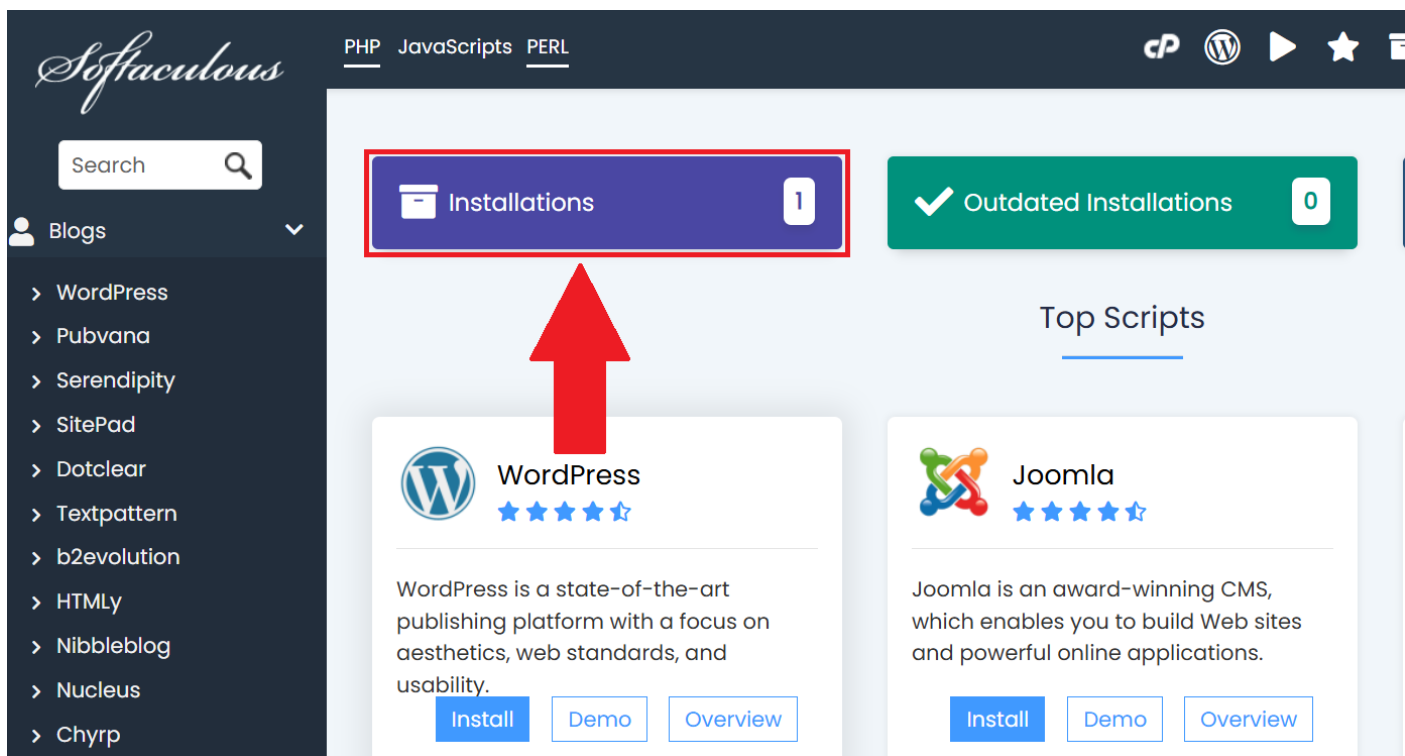 Softaculous
PHP JavaScripts PERL
cP
Search
Blogs
WordPress
Pubvana
Serendipity
SitePad
Dotclear
Textpattern
b2evolution
HTMLy
Nibbleblog
Nucleus
Chyrp
Installations 1
Outdated Installations 0
Top Scripts
WordPress
WordPress is a state-of-the-art
publishing platform with a focus on
aesthetics, web standards, and
usability.
Install Demo Overview
Joomla
Joomla is an award-winning CMS,
which enables you to build Web sites
and powerful online applications.
Install Demo Overview